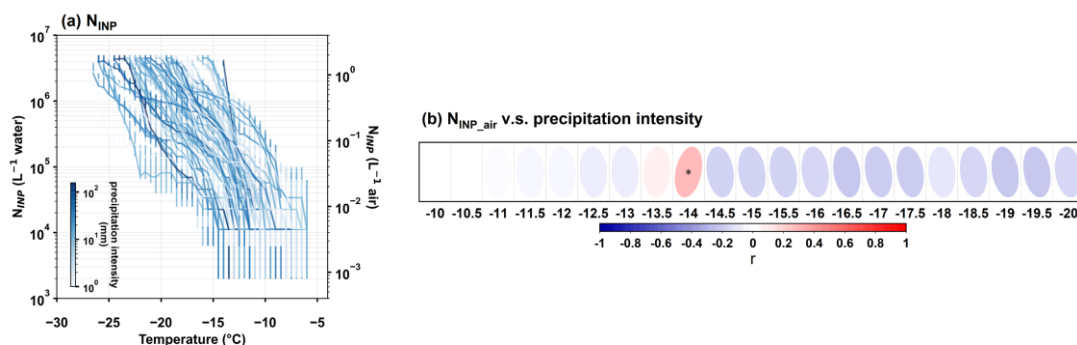 (a) N_INP
10^7
10^6
10^5
10^4
10^3
N_INP (L^−1 water)
10^0
10^−1
10^−2
10^−3
N_INP (L^−1 air)
10^2
10^1
10^0
precipitation intensity
(mm)
−30 −25 −20 −15 −10 −5
Temperature (°C)
(b) N_INP_air v.s. precipitation intensity
*
-10 -10.5 -11 -11.5 -12 -12.5 -13 -13.5 -14 -14.5 -15 -15.5 -16 -16.5 -17 -17.5 -18 -18.5 -19 -19.5 -20
-1 -0.8 -0.6 -0.4 -0.2 0 0.2 0.4 0.6 0.8 1
r